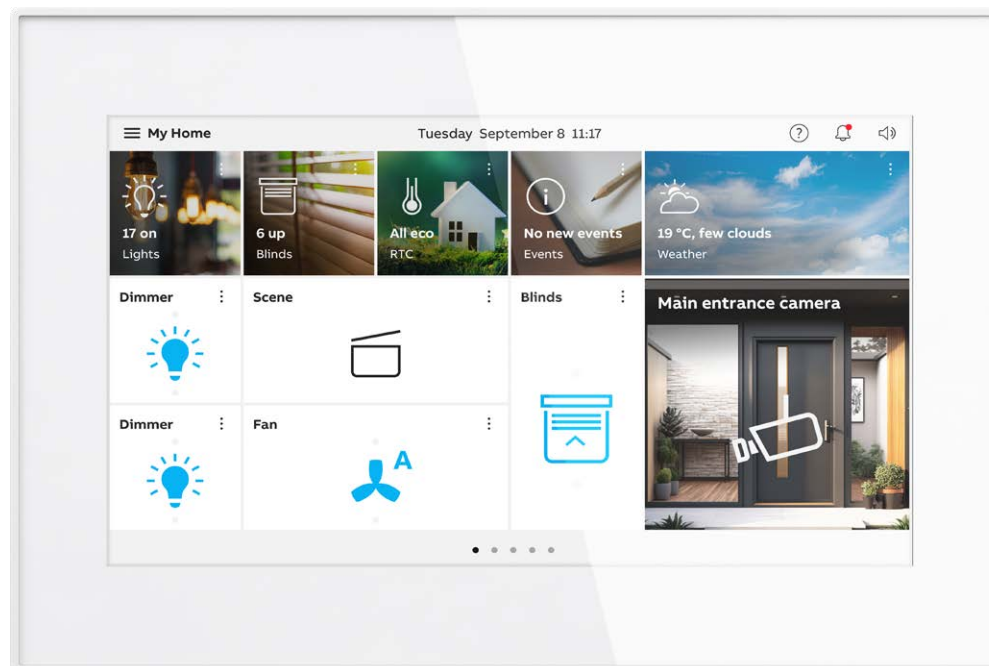 My Home
Tuesday September 8 11:17
?
17 on
Lights
6 up
Blinds
All eco
RTC
i
No new events
Events
19 °C, few clouds
Weather
Dimmer
Scene
Blinds
Main entrance camera
Dimmer
Fan
A